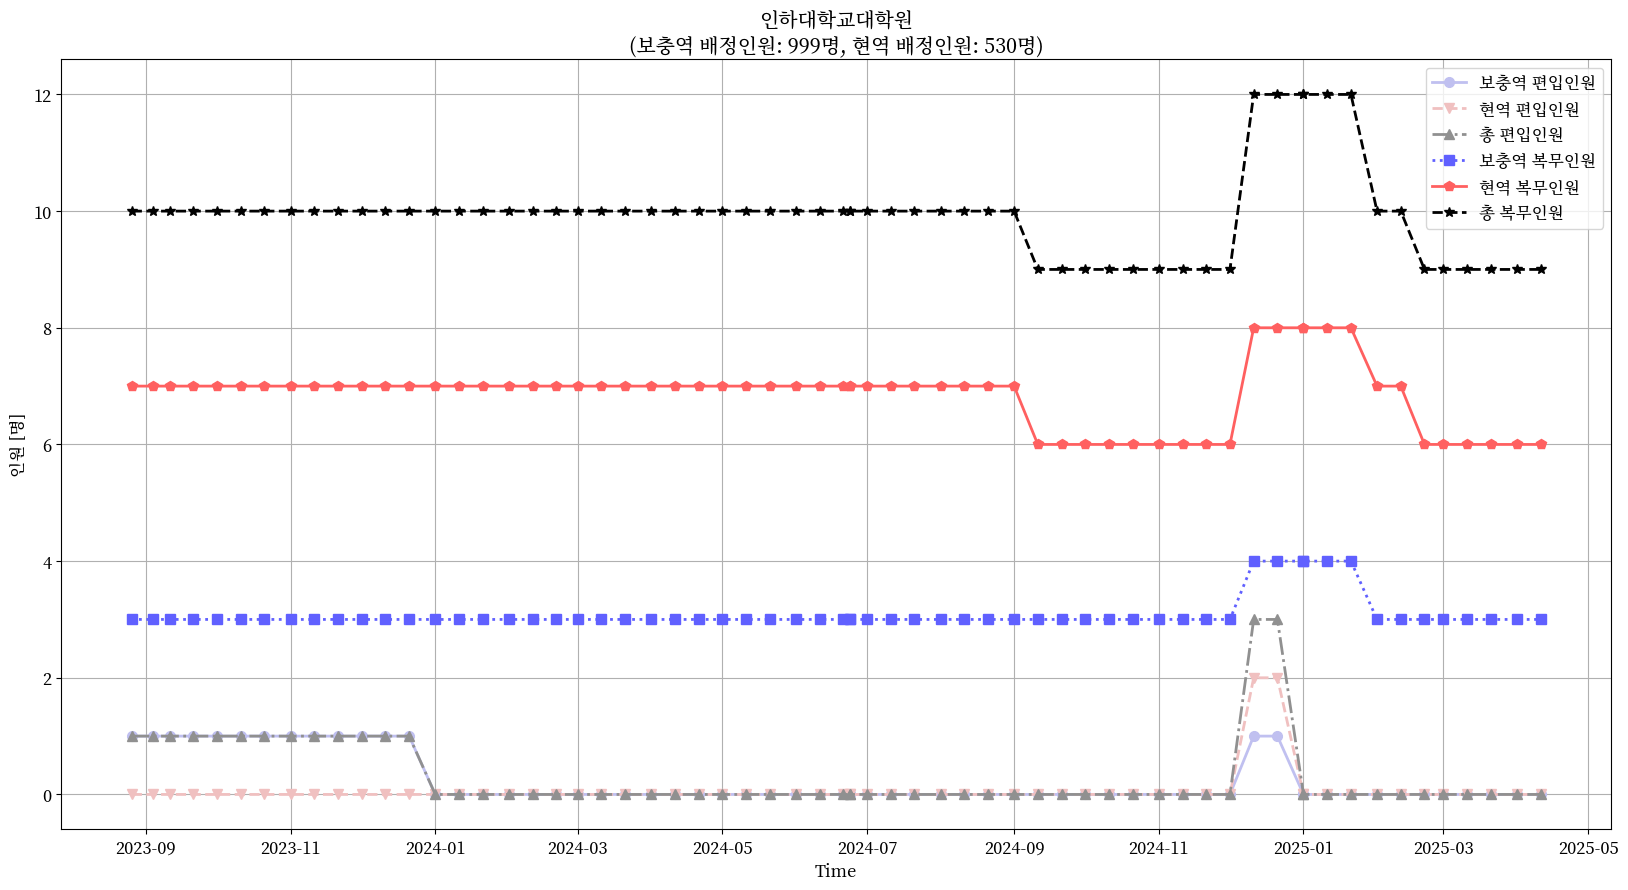 인하대학교대학원
(보충역 배정인원: 999명, 현역 배정인원: 530명)
보충역 편입인원
현역 편입인원
총 편입인원
보충역 복무인원
현역 복무인원
총 복무인원
인원 [명]
12
10
8
6
4
2
0
2023-09
2023-11
2024-01
2024-03
2024-05
2024-07
2024-09
2024-11
2025-01
2025-03
2025-05
Time